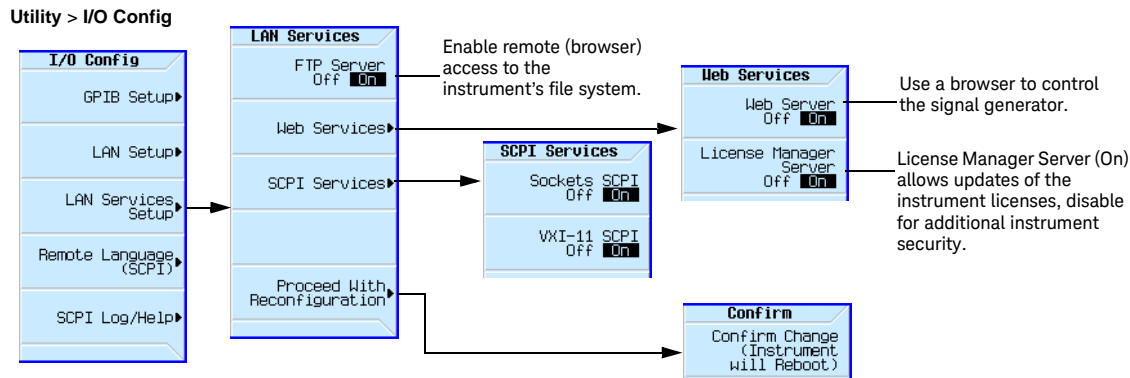 Utility > I/O Config
I/O Config
GPIB Setup
LAN Setup
LAN Services
Setup
Remote Language
(SCPI)
SCPI Log/Help
LAN Services
FTP Server
Off On
Web Services
SCPI Services
Proceed With
Reconfiguration
Enable remote (browser)
access to the
instrument's file system.
SCPI Services
Sockets SCPI
Off On
VXI-11 SCPI
Off On
Web Services
Web Server
Off On
License Manager
Server
Off On
Use a browser to control
the signal generator.
License Manager Server (On)
allows updates of the
instrument licenses, disable
for additional instrument
security.
Confirm
Confirm Change
(Instrument
will Reboot)